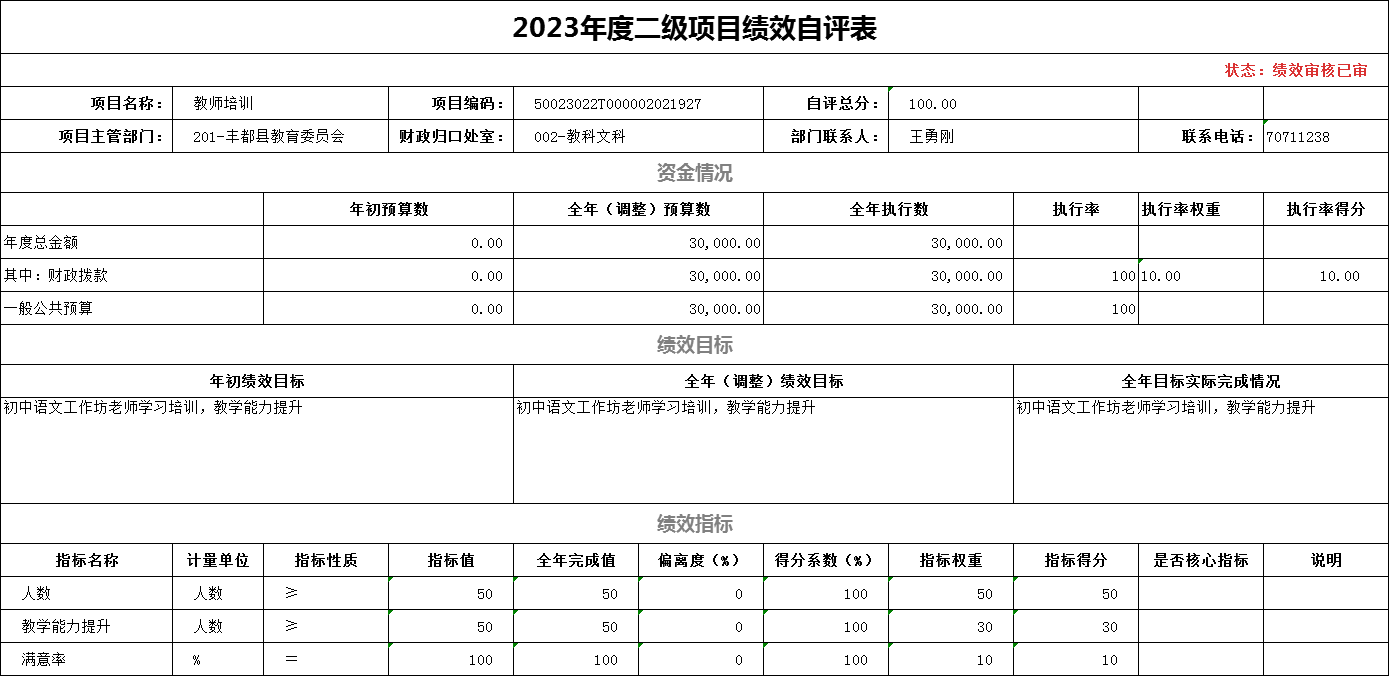 2023年度二级项目绩效自评表
状态：绩效审核已审
项目名称： 教师培训 项目编码： 50023022T000002021927 自评总分： 100.00
项目主管部门： 201-丰都县教育委员会 财政归口处室： 002-教科文科 部门联系人： 王勇刚 联系电话： 70711238
资金情况
年初预算数 全年（调整）预算数 全年执行数 执行率 执行率权重 执行率得分
年度总金额 0.00 30,000.00 30,000.00
其中：财政拨款 0.00 30,000.00 30,000.00 100 10.00 10.00
一般公共预算 0.00 30,000.00 30,000.00 100
绩效目标
年初绩效目标 全年（调整）绩效目标 全年目标实际完成情况
初中语文工作坊老师学习培训，教学能力提升 初中语文工作坊老师学习培训，教学能力提升 初中语文工作坊老师学习培训，教学能力提升
绩效指标
指标名称 计量单位 指标性质 指标值 全年完成值 偏离度（%） 得分系数（%） 指标权重 指标得分 是否核心指标 说明
人数 人数 ≥ 50 50 0 100 50 50
教学能力提升 人数 ≥ 50 50 0 100 30 30
满意率 % ＝ 100 100 0 100 10 10